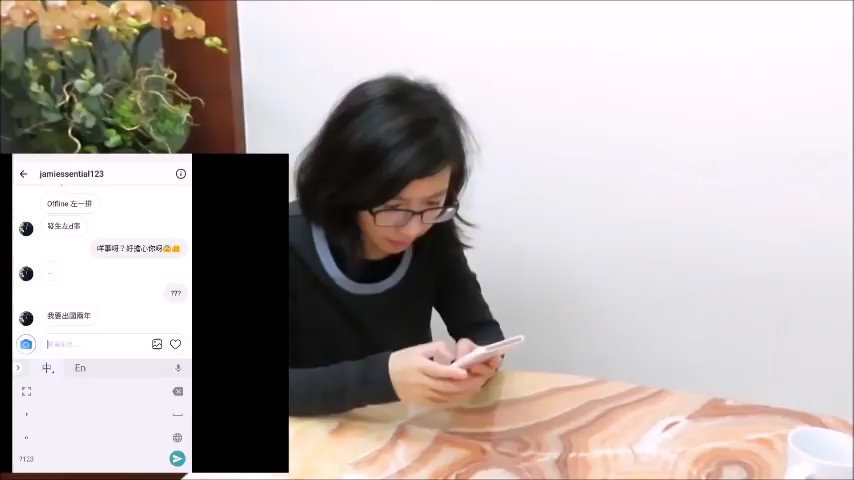 jamiessential123
Offline 左一排
發生左d事
咩事呀？好擔心你呀😱😥
...
???
我要出國兩年
中,
En
,
。
?123